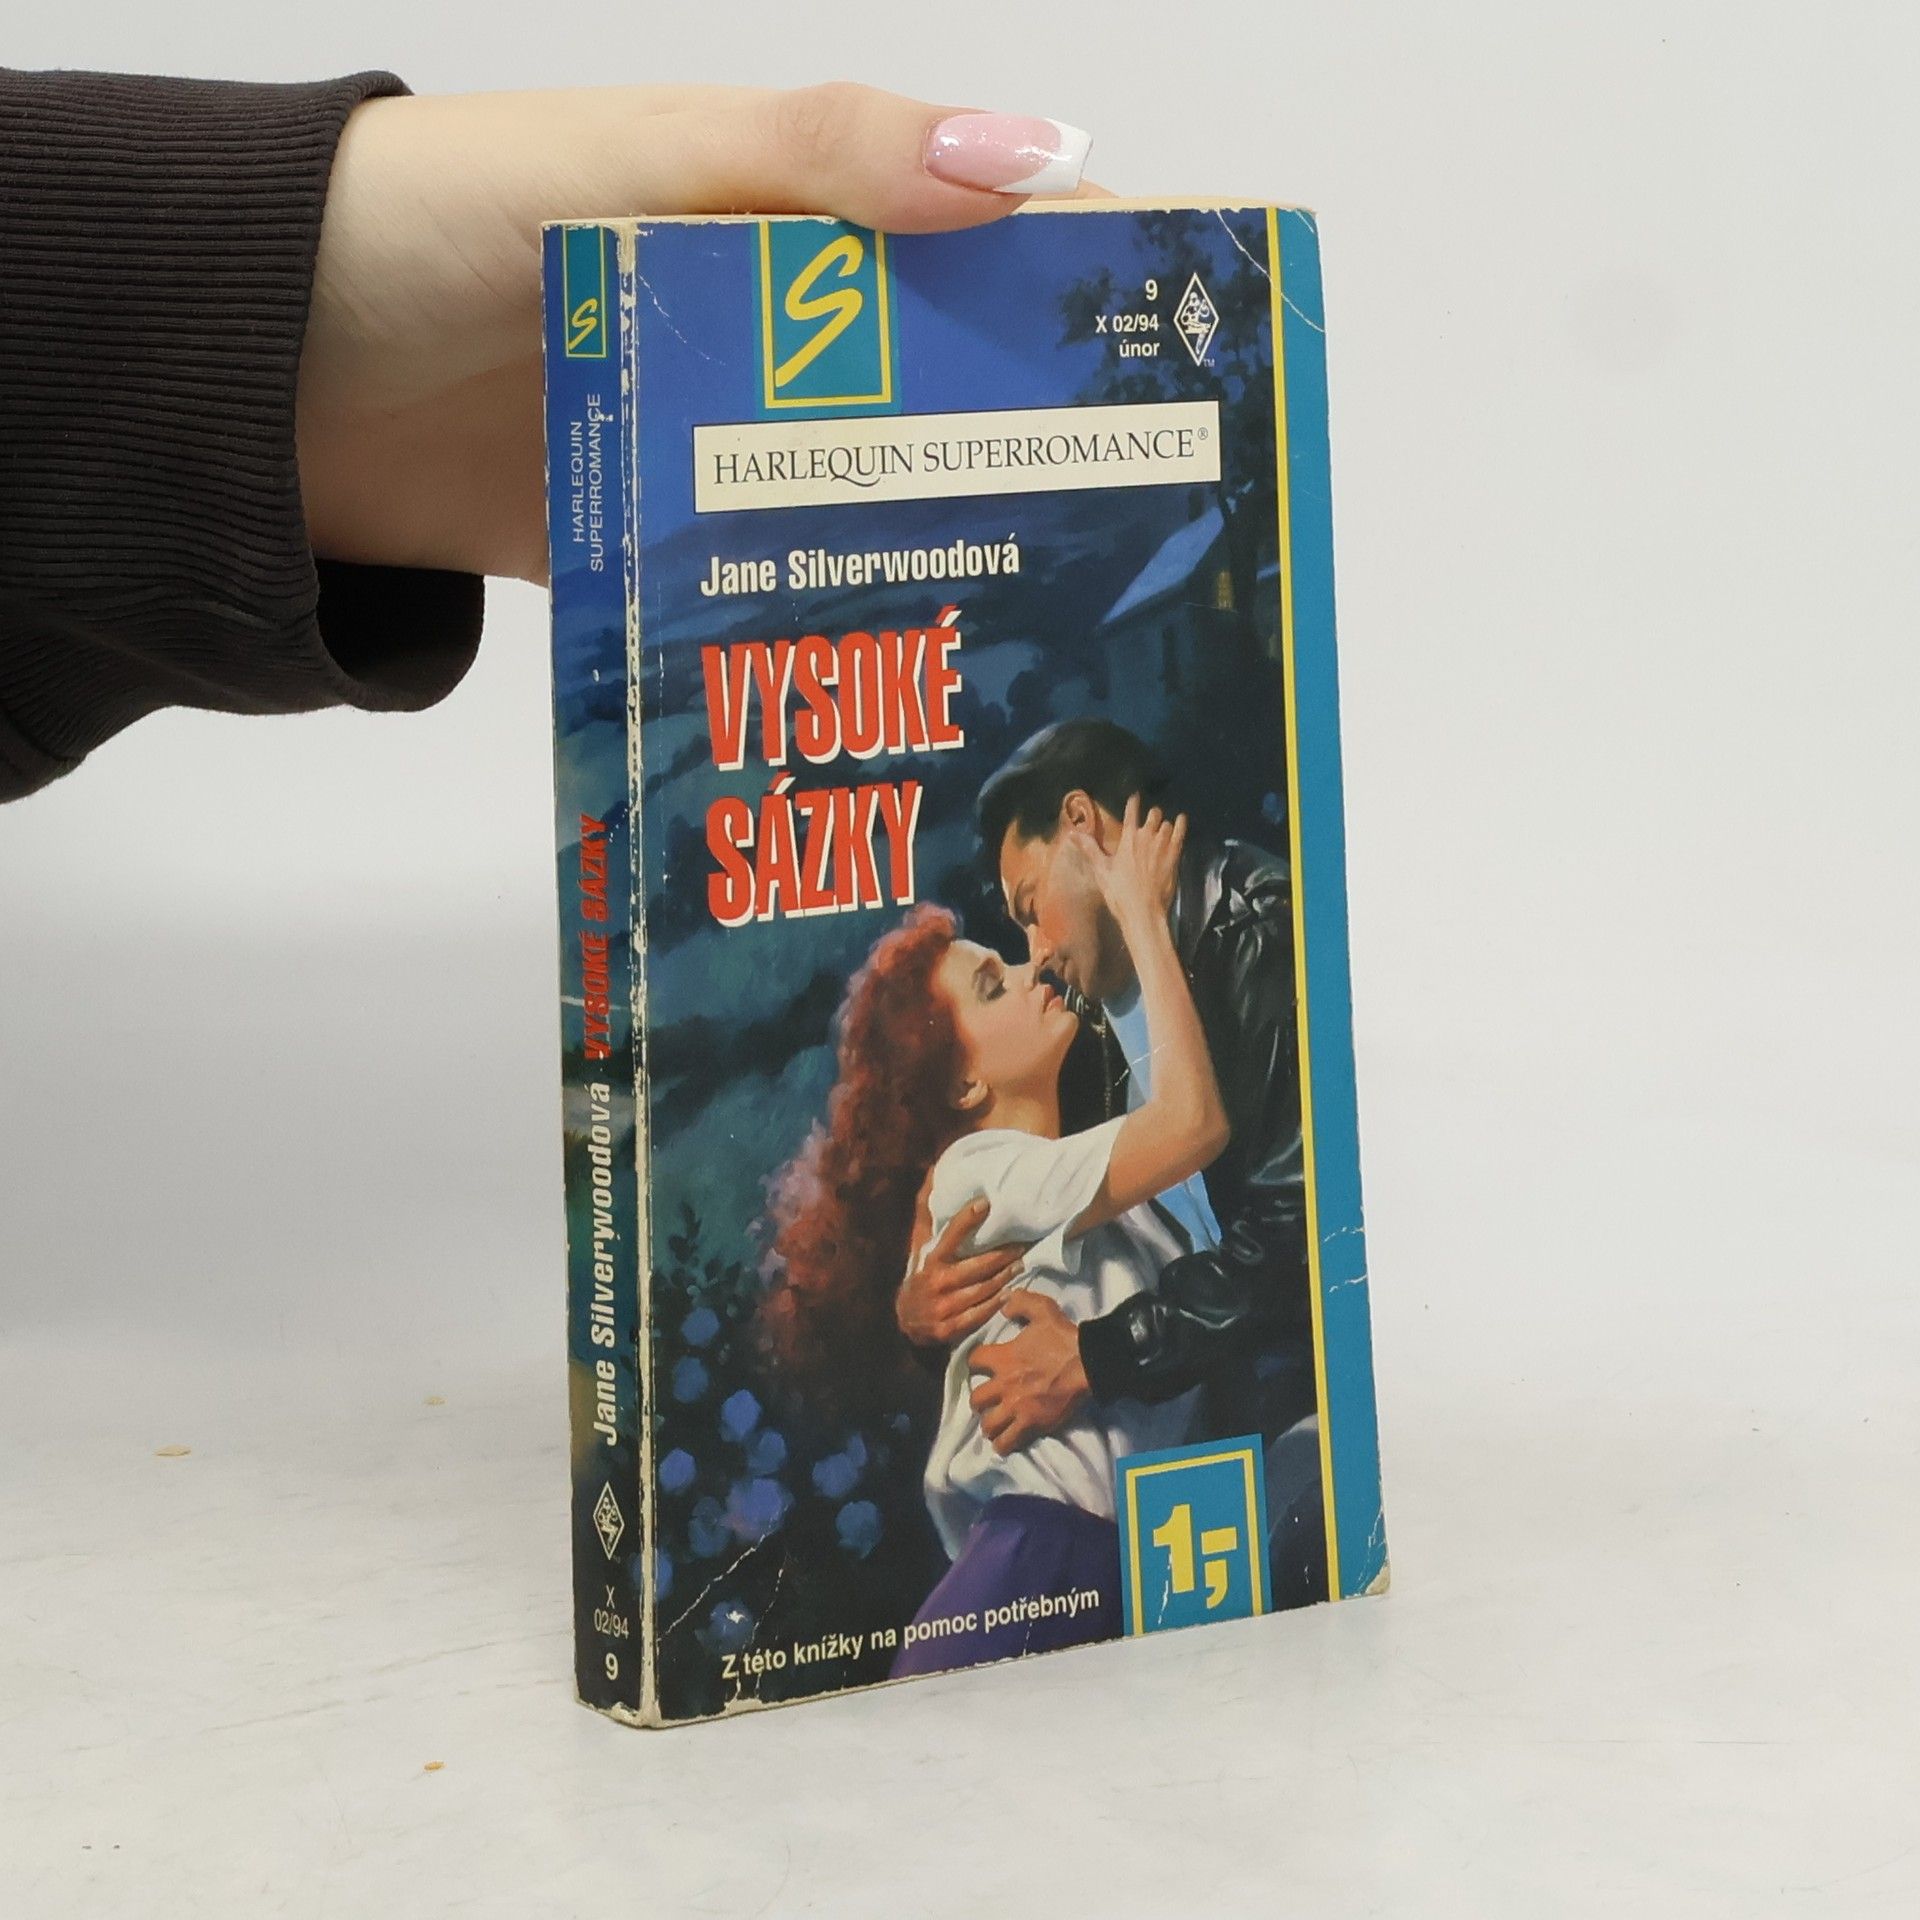 S
HARLEQUIN
SUPERROMANCE
Jane Silverwoodová · VYSOKÉ SÁZKY
X
02/94
9
S
9
X 02/94
únor
TM
HARLEQUIN SUPERROMANCE®
Jane Silverwoodová
VYSOKÉ
SÁZKY
1,-
Z této knížky na pomoc potřebným